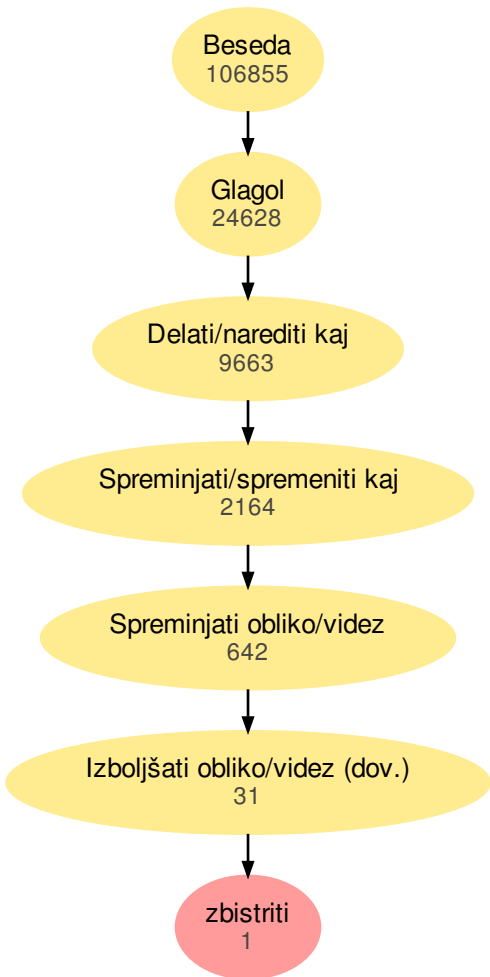 Beseda
106855
Glagol
24628
Delati/narediti kaj
9663
Spreminjati/spremeniti kaj
2164
Spreminjati obliko/videz
642
Izboljšati obliko/videz (dov.)
31
zbistriti
1